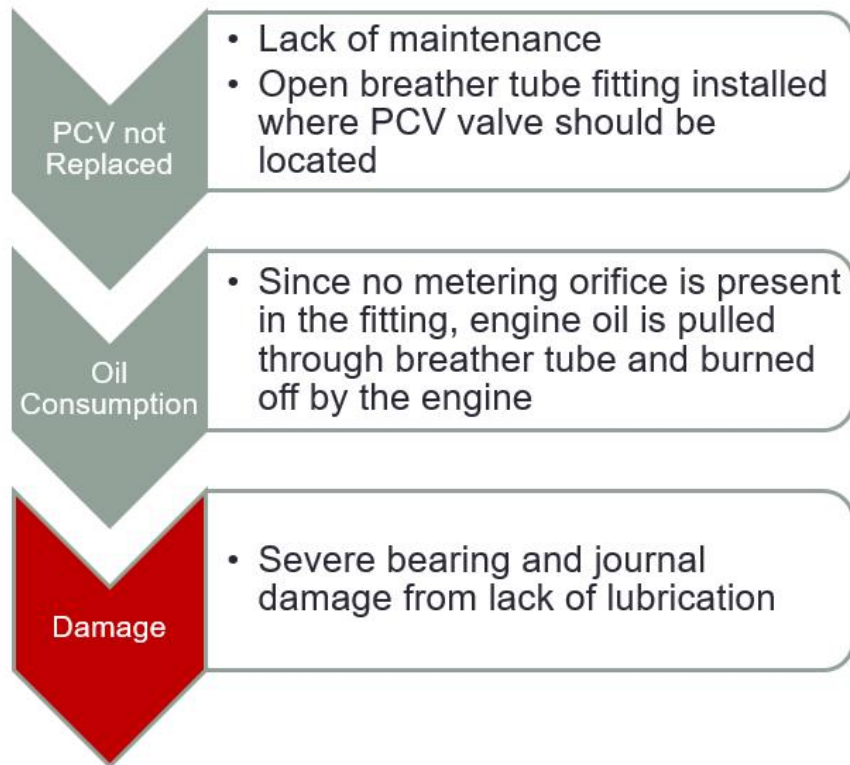 PCV not
Replaced
• Lack of maintenance
• Open breather tube fitting installed
where PCV valve should be
located
Oil
Consumption
• Since no metering orifice is present
in the fitting, engine oil is pulled
through breather tube and burned
off by the engine
Damage
• Severe bearing and journal
damage from lack of lubrication